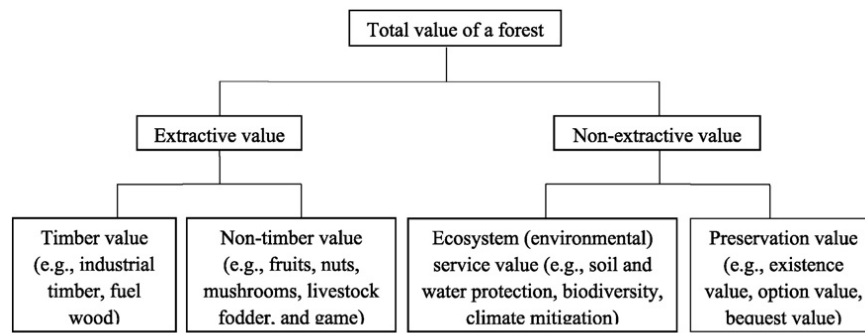 Total value of a forest
Extractive value
Non-extractive value
Timber value
(e.g., industrial
timber, fuel
wood)
Non-timber value
(e.g., fruits, nuts,
mushrooms, livestock
fodder, and game)
Ecosystem (environmental)
service value (e.g., soil and
water protection, biodiversity,
climate mitigation)
Preservation value
(e.g., existence
value, option value,
bequest value)